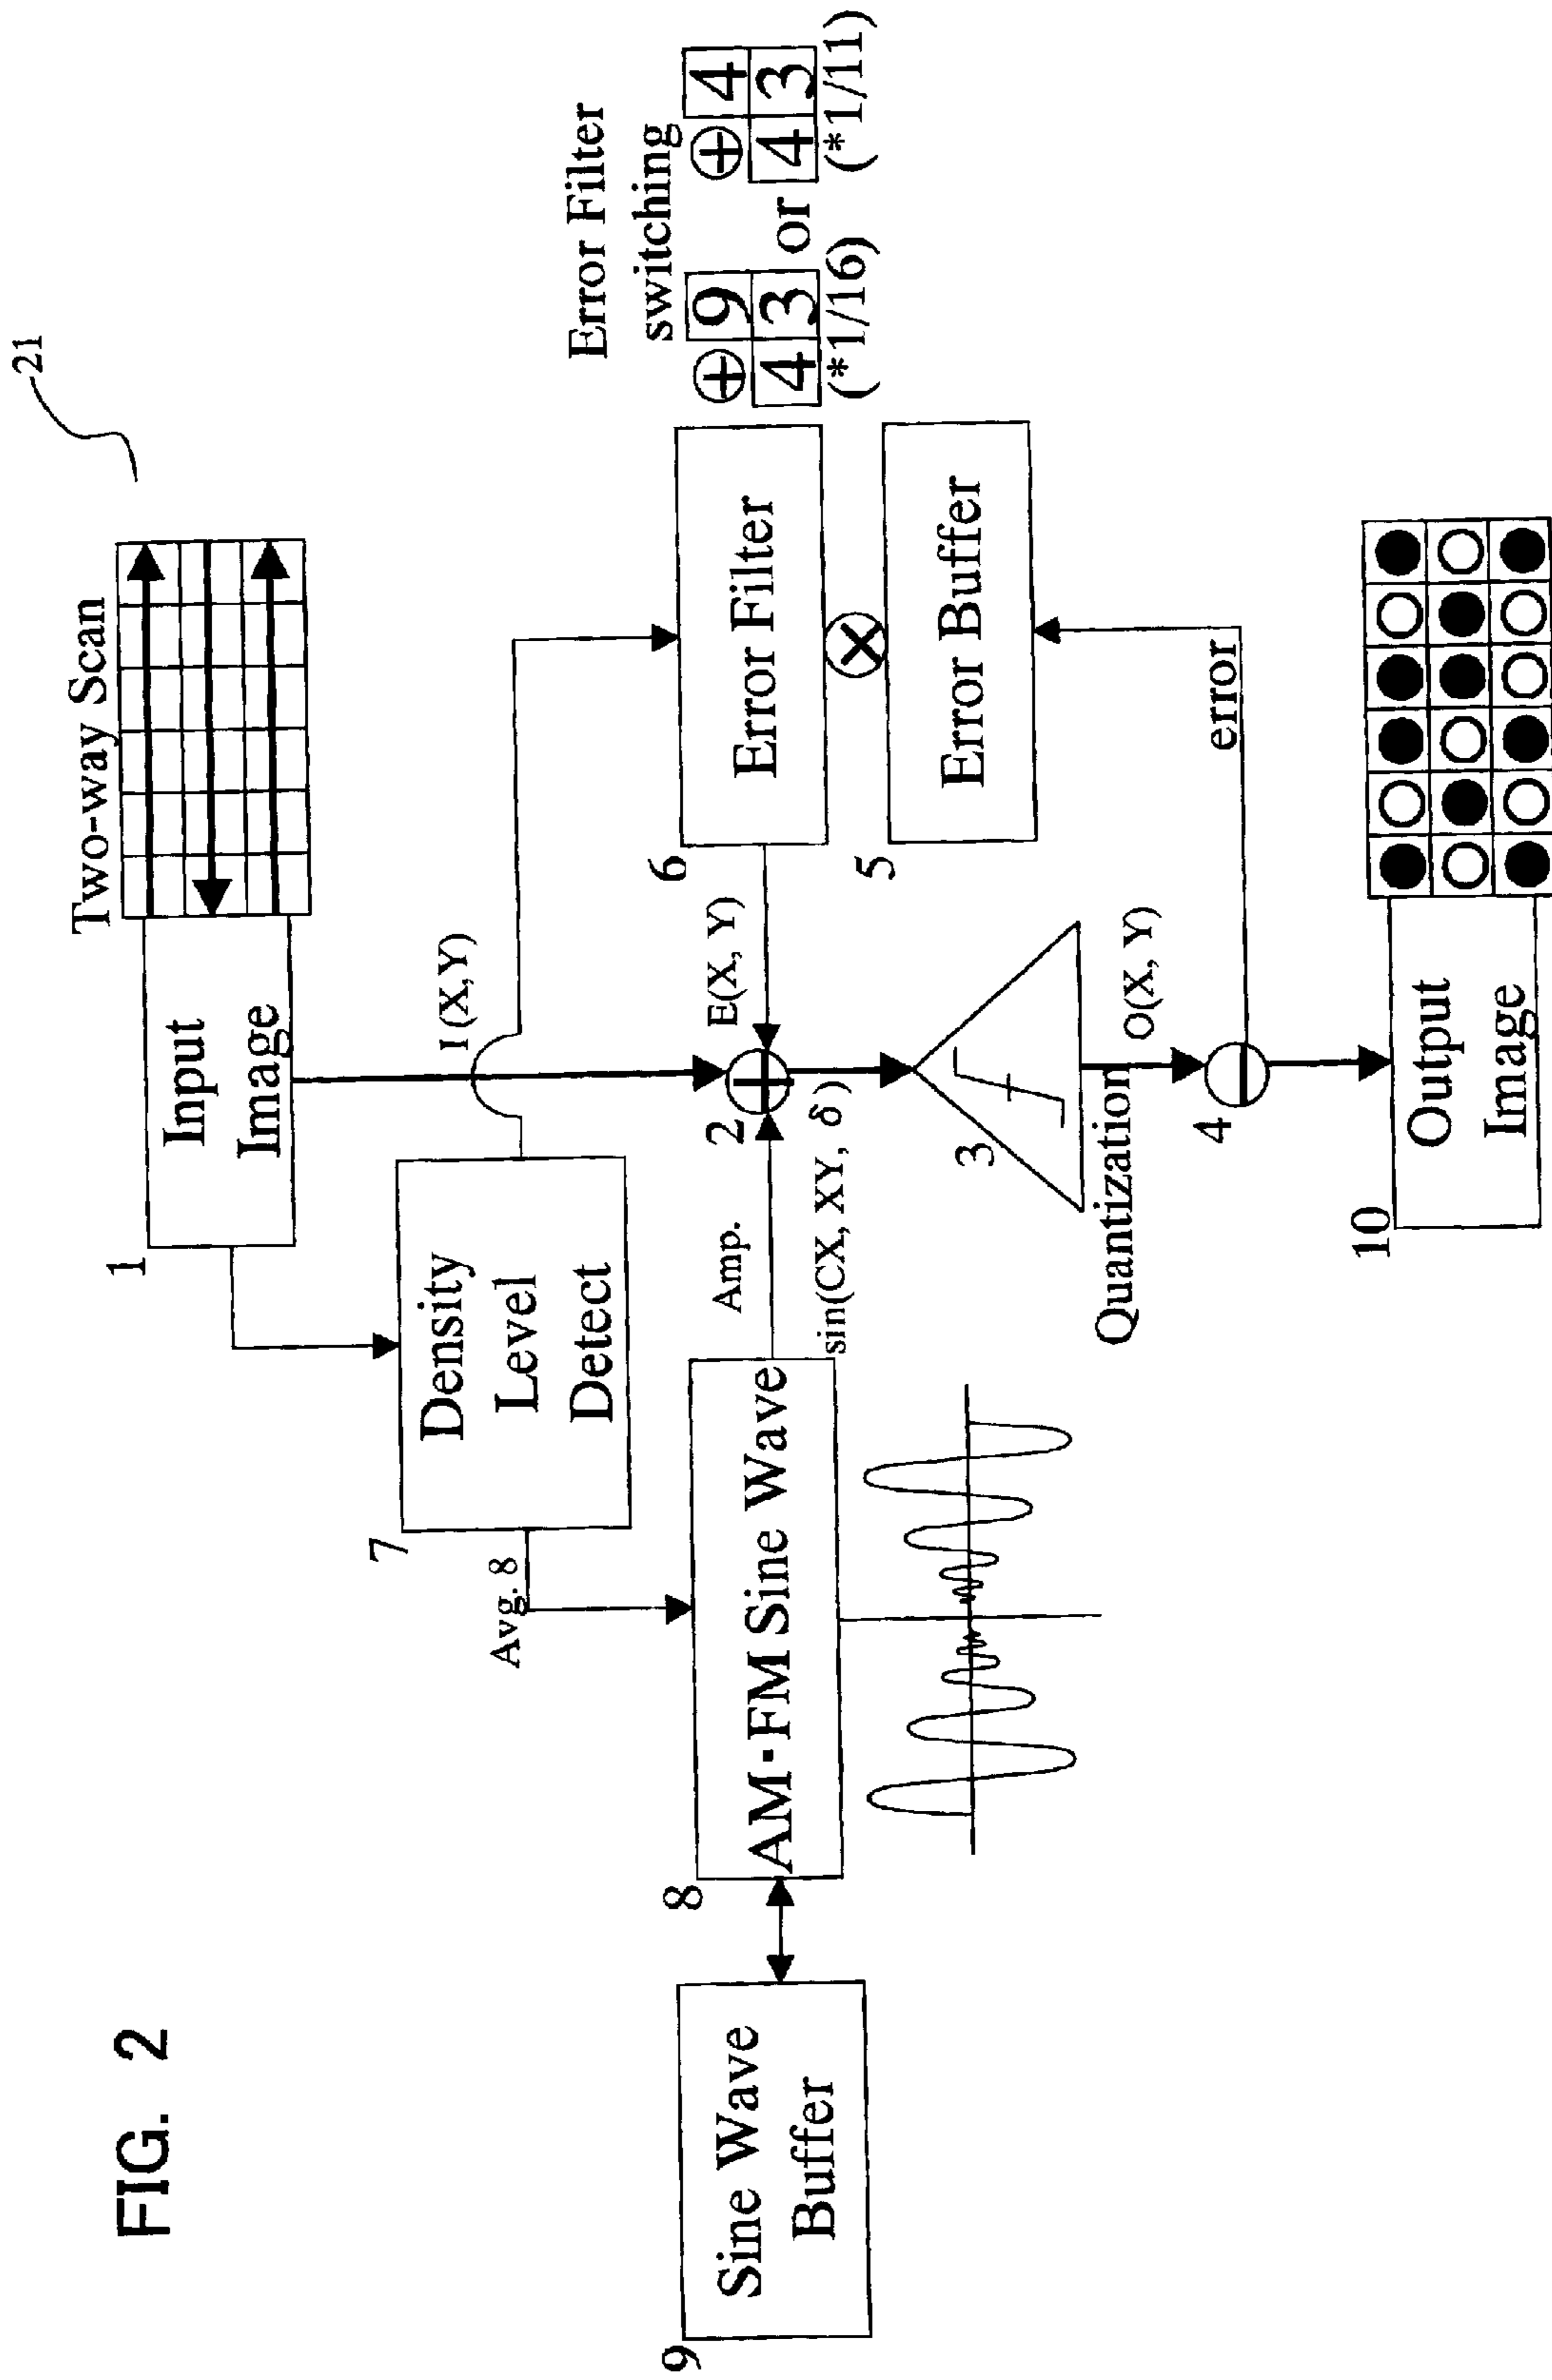 FIG. 2
21
Two-way Scan
1
Input
Image
I (X,Y)
7
Density
Level
Detect
Avg. 8
Error Filter
switching
⊕ 9
4 3
(*1/16)
or
⊕ 4
4 3
(*1/11)
6
Error Filter
E(X, Y)
2
Amp.
sin(CX, XY, δ)
8
AM·FM Sine Wave
9
Sine Wave
Buffer
5
Error Buffer
3
Quantization
O(X, Y)
4
error
10
Output
Image